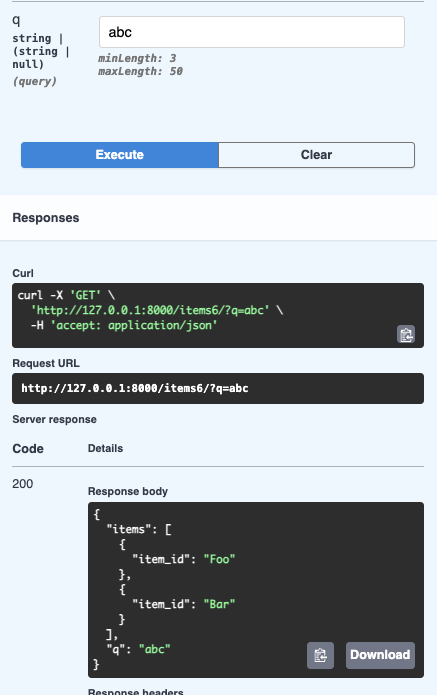 q
string |
(string |
null)
(query)
abc
minLength: 3
maxLength: 50
Execute
Clear
Responses
Curl
curl -X 'GET' \
  'http://127.0.0.1:8000/items6/?q=abc' \
  -H 'accept: application/json'
Request URL
http://127.0.0.1:8000/items6/?q=abc
Server response
Code
Details
200
Response body
{
  "items": [
    {
      "item_id": "Foo"
    },
    {
      "item_id": "Bar"
    }
  ],
  "q": "abc"
}
Download
Response headers